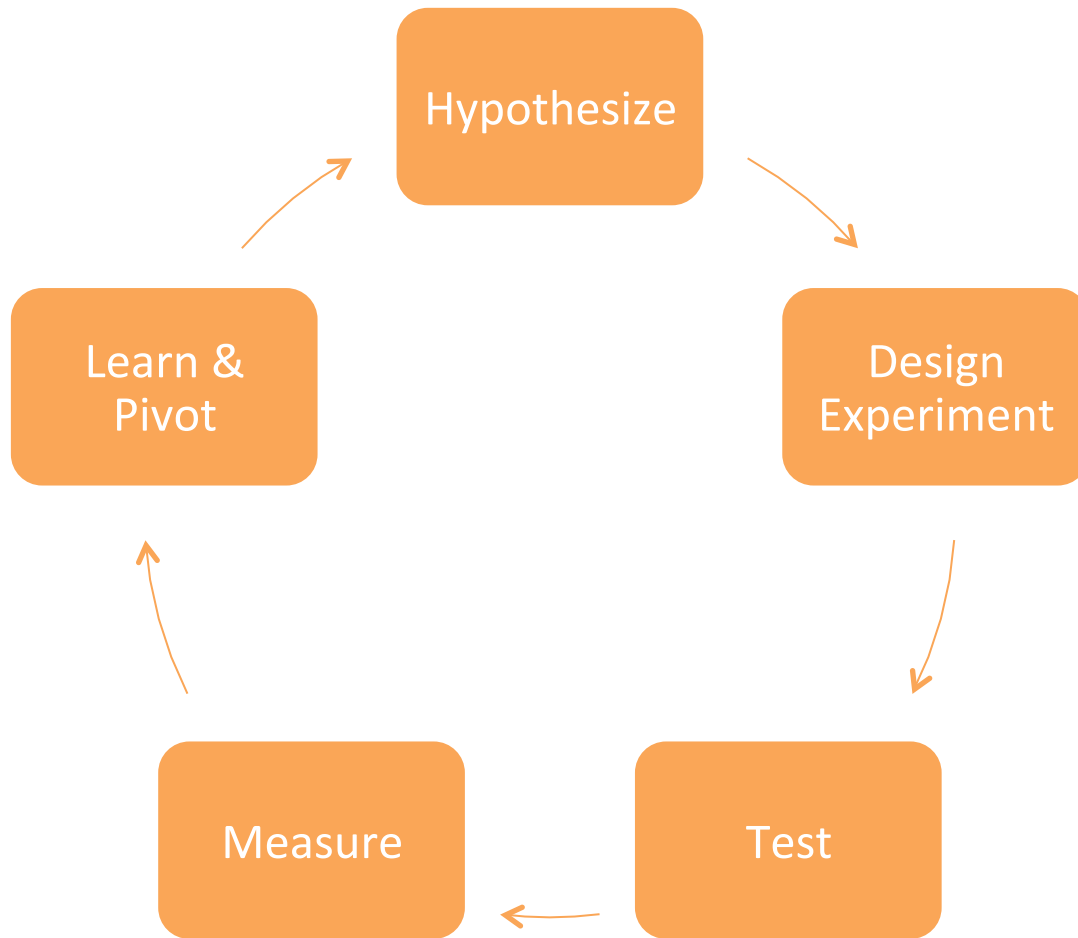 Hypothesize
Design
Experiment
Test
Measure
Learn &
Pivot